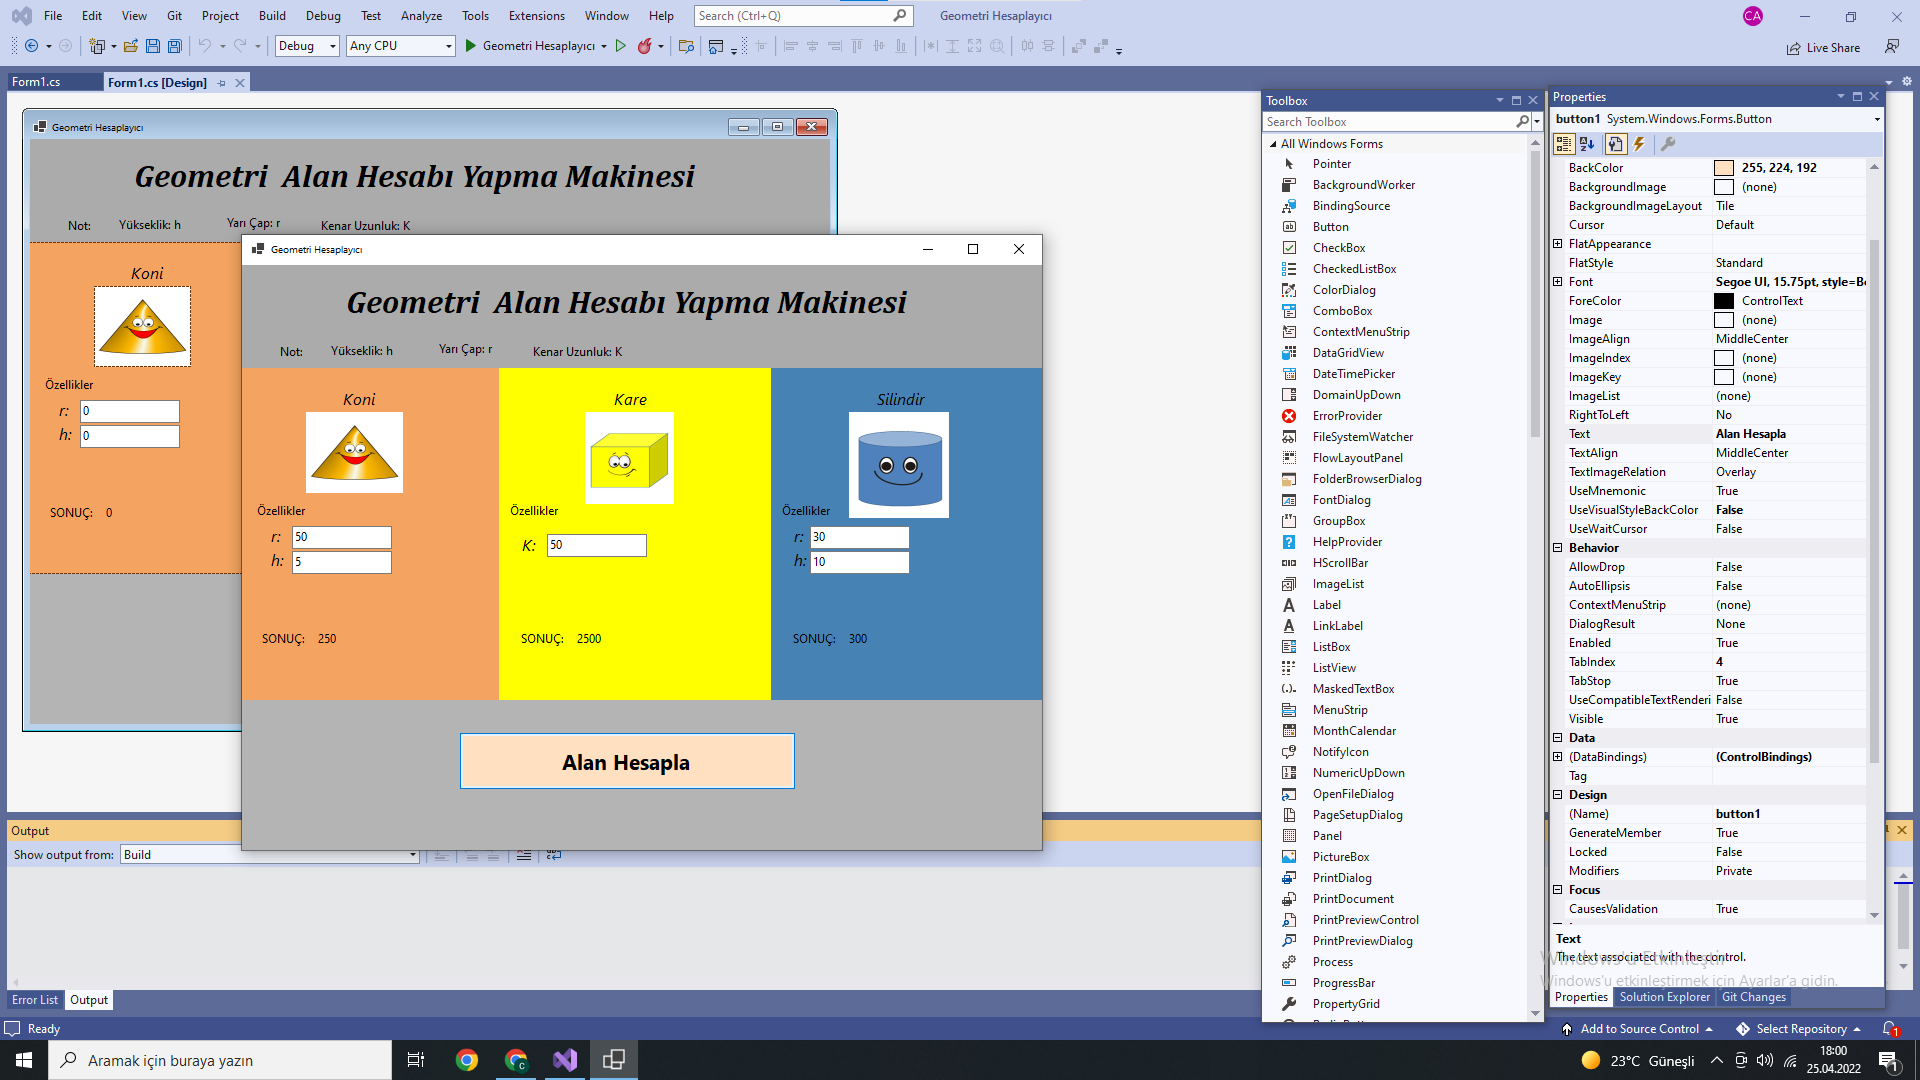 File Edit View Git Project Build Debug Test Analyze Tools Extensions Window Help Search (Ctrl+Q) Geometri Hesaplayıcı CA
Debug Any CPU Geometri Hesaplayıcı Live Share
Form1.cs Form1.cs [Design]
Geometri Hesaplayıcı
Geometri Alan Hesabı Yapma Makinesi
Not: Yükseklik: h Yarı Çap: r Kenar Uzunluk: K
Koni
Özellikler
r: 0
h: 0
SONUÇ: 0
Geometri Hesaplayıcı
Geometri Alan Hesabı Yapma Makinesi
Not: Yükseklik: h Yarı Çap: r Kenar Uzunluk: K
Koni
Özellikler
r: 50
h: 5
SONUÇ: 250
Kare
Özellikler
K: 50
SONUÇ: 2500
Silindir
Özellikler
r: 30
h: 10
SONUÇ: 300
Alan Hesapla
Output
Show output from: Build
Error List Output
Toolbox
Search Toolbox
All Windows Forms
Pointer
BackgroundWorker
BindingSource
Button
CheckBox
CheckedListBox
ColorDialog
ComboBox
ContextMenuStrip
DataGridView
DateTimePicker
DomainUpDown
ErrorProvider
FileSystemWatcher
FlowLayoutPanel
FolderBrowserDialog
FontDialog
GroupBox
HelpProvider
HScrollBar
ImageList
Label
LinkLabel
ListBox
ListView
MaskedTextBox
MenuStrip
MonthCalendar
NotifyIcon
NumericUpDown
OpenFileDialog
PageSetupDialog
Panel
PictureBox
PrintDialog
PrintDocument
PrintPreviewControl
PrintPreviewDialog
Process
ProgressBar
PropertyGrid
Properties
button1 System.Windows.Forms.Button
BackColor 255, 224, 192
BackgroundImage (none)
BackgroundImageLayout Tile
Cursor Default
FlatAppearance
FlatStyle Standard
Font Segoe UI, 15.75pt, style=Bo
ForeColor ControlText
Image (none)
ImageAlign MiddleCenter
ImageIndex (none)
ImageKey (none)
ImageList (none)
RightToLeft No
Text Alan Hesapla
TextAlign MiddleCenter
TextImageRelation Overlay
UseMnemonic True
UseVisualStyleBackColor False
UseWaitCursor False
Behavior
AllowDrop False
AutoEllipsis False
ContextMenuStrip (none)
DialogResult None
Enabled True
TabIndex 4
TabStop True
UseCompatibleTextRenderi False
Visible True
Data
(DataBindings) (ControlBindings)
Tag
Design
(Name) button1
GenerateMember True
Locked False
Modifiers Private
Focus
CausesValidation True
Text
The text associated with the control.
Windows'u Etkinleştir
Windows'u etkinleştirmek için Ayarlar'a gidin.
Properties Solution Explorer Git Changes
Ready Add to Source Control Select Repository 1
Aramak için buraya yazın 23°C Güneşli 18:00
25.04.2022 1